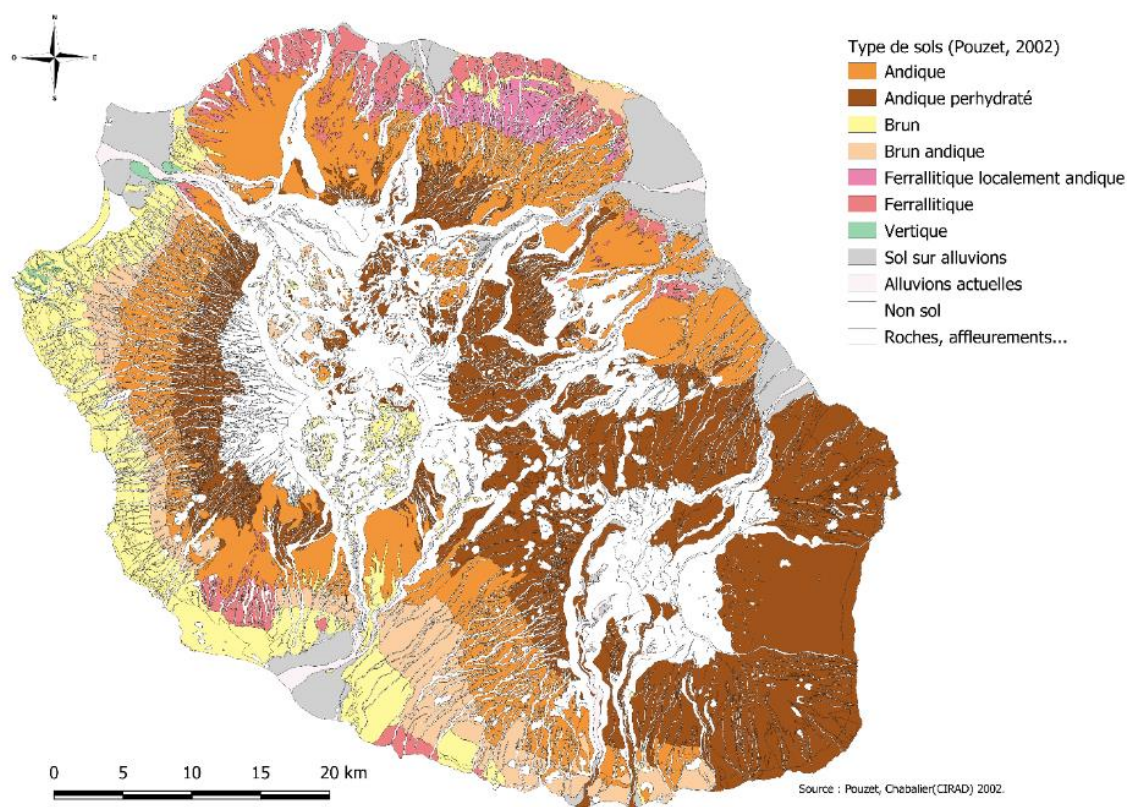 N
O
E
S
Type de sols (Pouzet, 2002)
Andique
Andique perhydraté
Brun
Brun andique
Ferrallitique localement andique
Ferrallitique
Vertique
Sol sur alluvions
Alluvions actuelles
Non sol
Roches, affleurements...
0 5 10 15 20 km
Source : Pouzet, Chabalier(CIRAD) 2002.